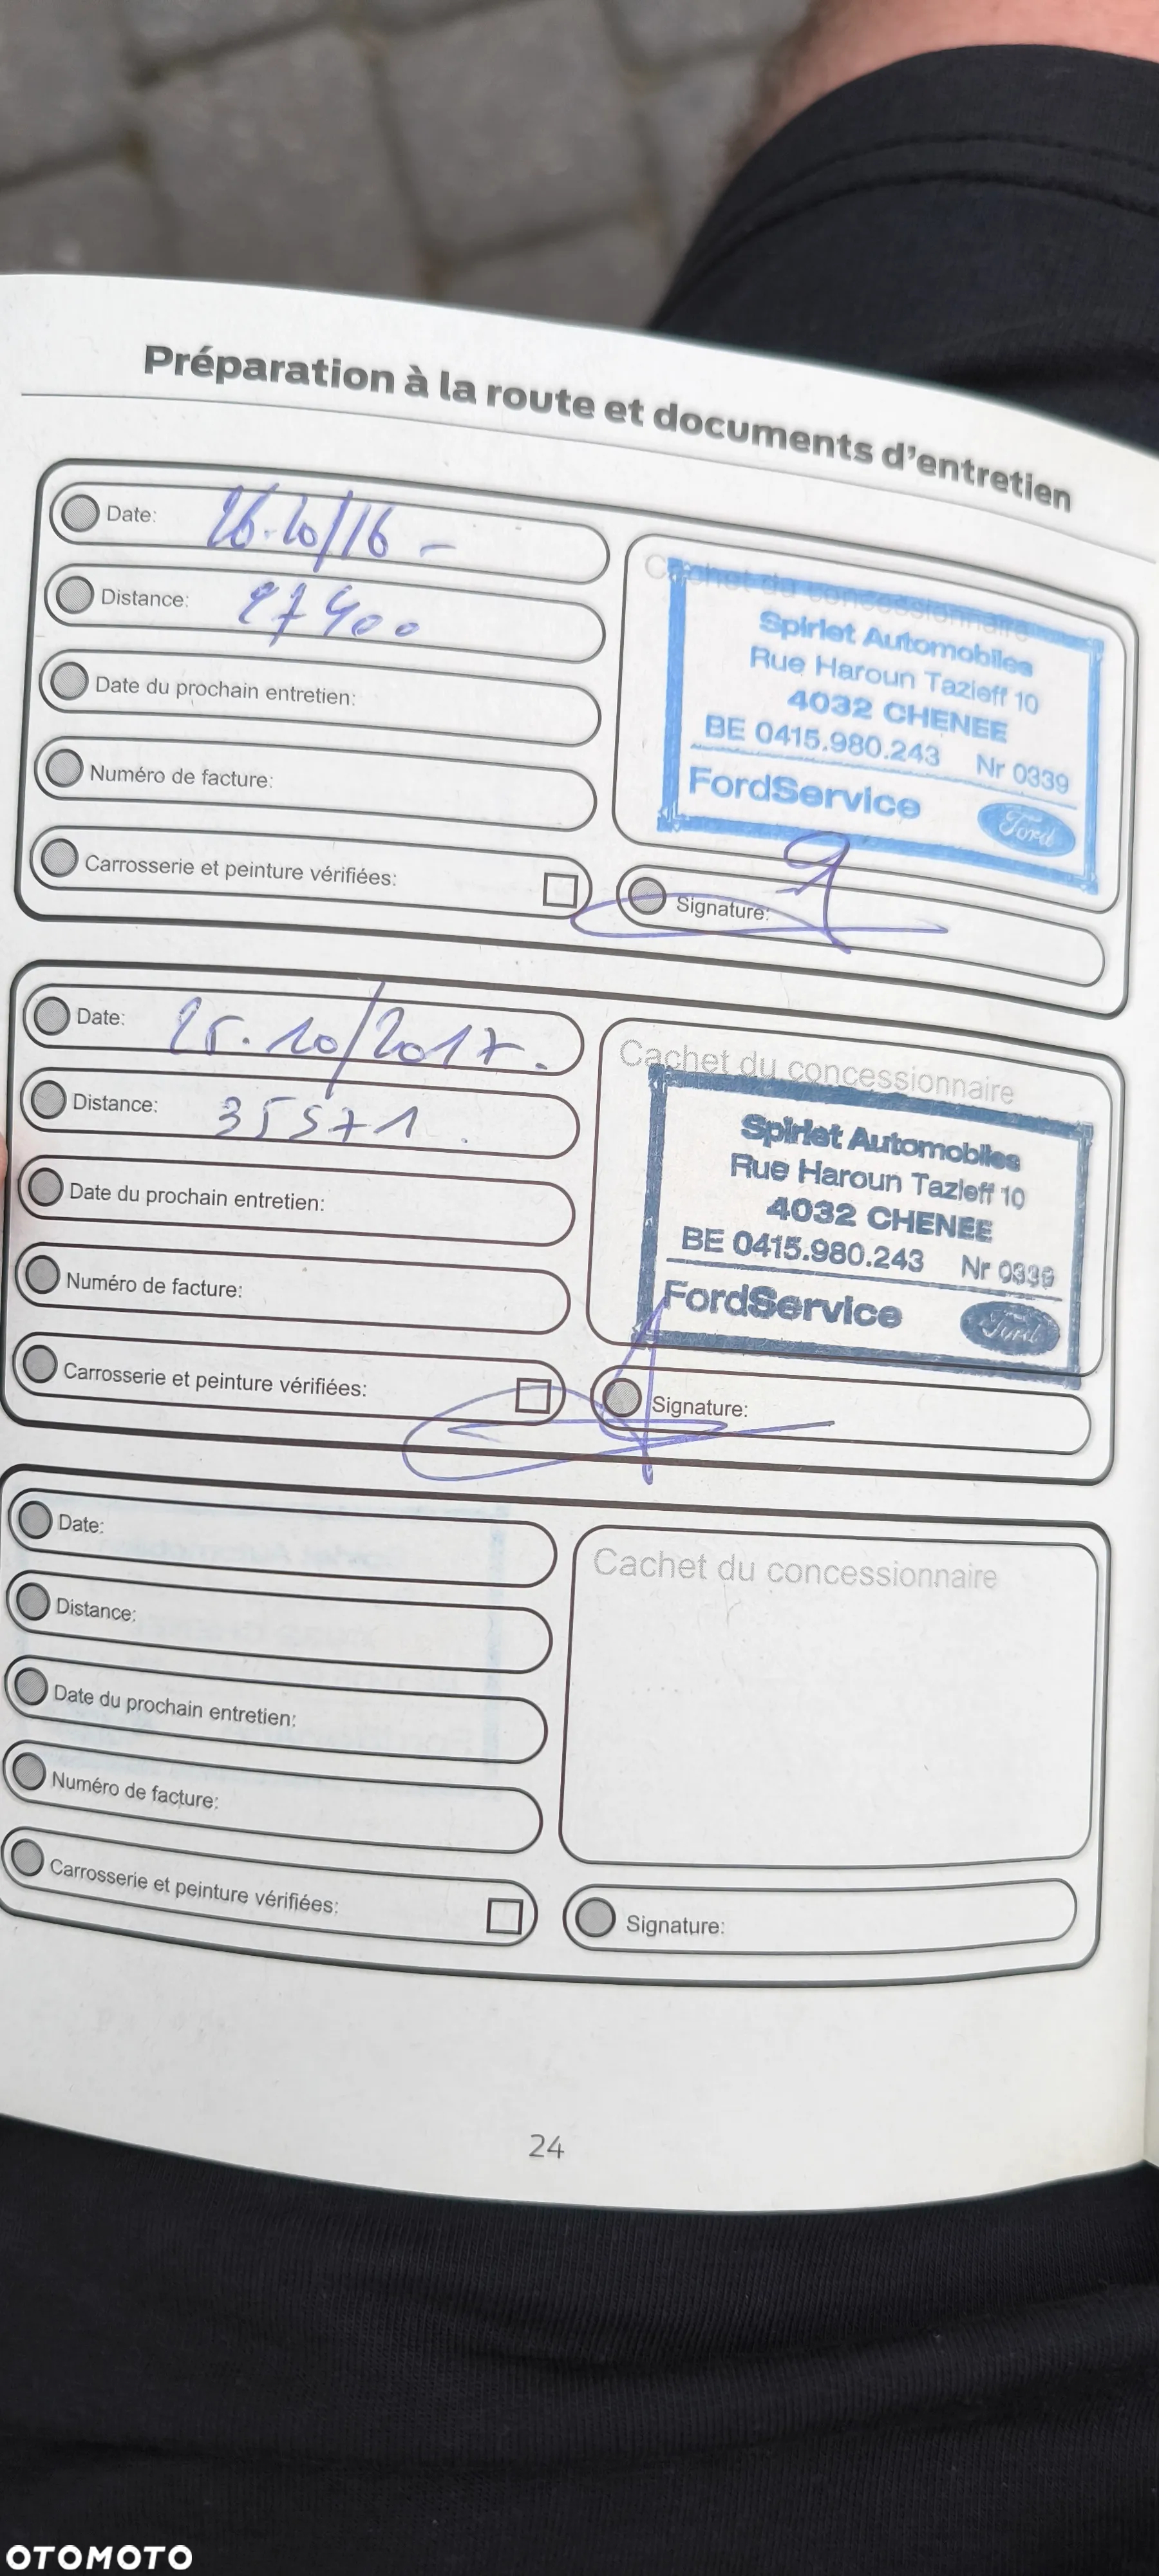 Préparation à la route et documents d'entretien
Date: 26.10/16 -
Distance: 27400
Date du prochain entretien:
Numéro de facture:
Carrosserie et peinture vérifiées:
Cachet du concessionnaire
Spirlet Automobiles
Rue Haroun Tazieff 10
4032 CHENEE
BE 0415.980.243 Nr 0339
FordService Ford
Signature:
Date: 25.10/2017.
Distance: 35571.
Date du prochain entretien:
Numéro de facture:
Carrosserie et peinture vérifiées:
Cachet du concessionnaire
Spirlet Automobiles
Rue Haroun Tazieff 10
4032 CHENEE
BE 0415.980.243 Nr 0339
FordService Ford
Signature:
Date:
Distance:
Date du prochain entretien:
Numéro de facture:
Carrosserie et peinture vérifiées:
Cachet du concessionnaire
Signature:
24
OTOMOTO